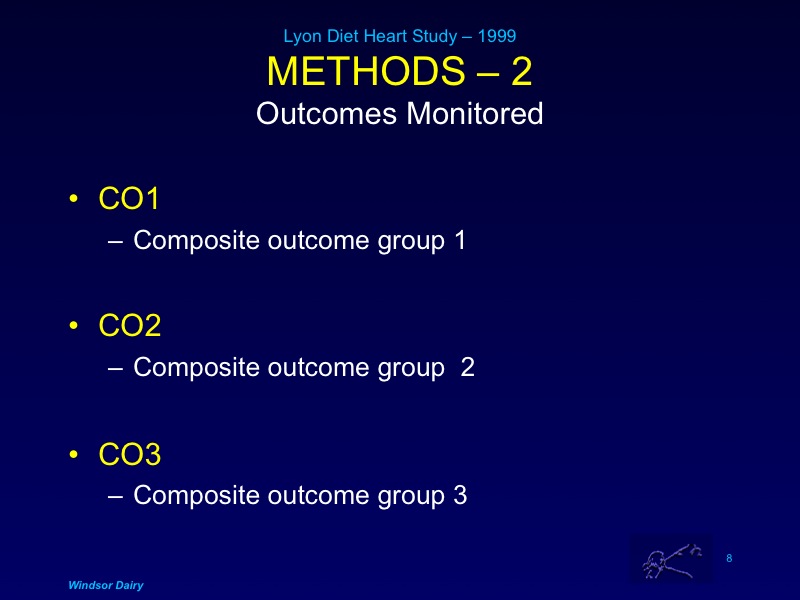 Lyon Diet Heart Study – 1999
METHODS – 2
Outcomes Monitored
• CO1
– Composite outcome group 1
• CO2
– Composite outcome group  2
• CO3
– Composite outcome group 3
8
Windsor Dairy